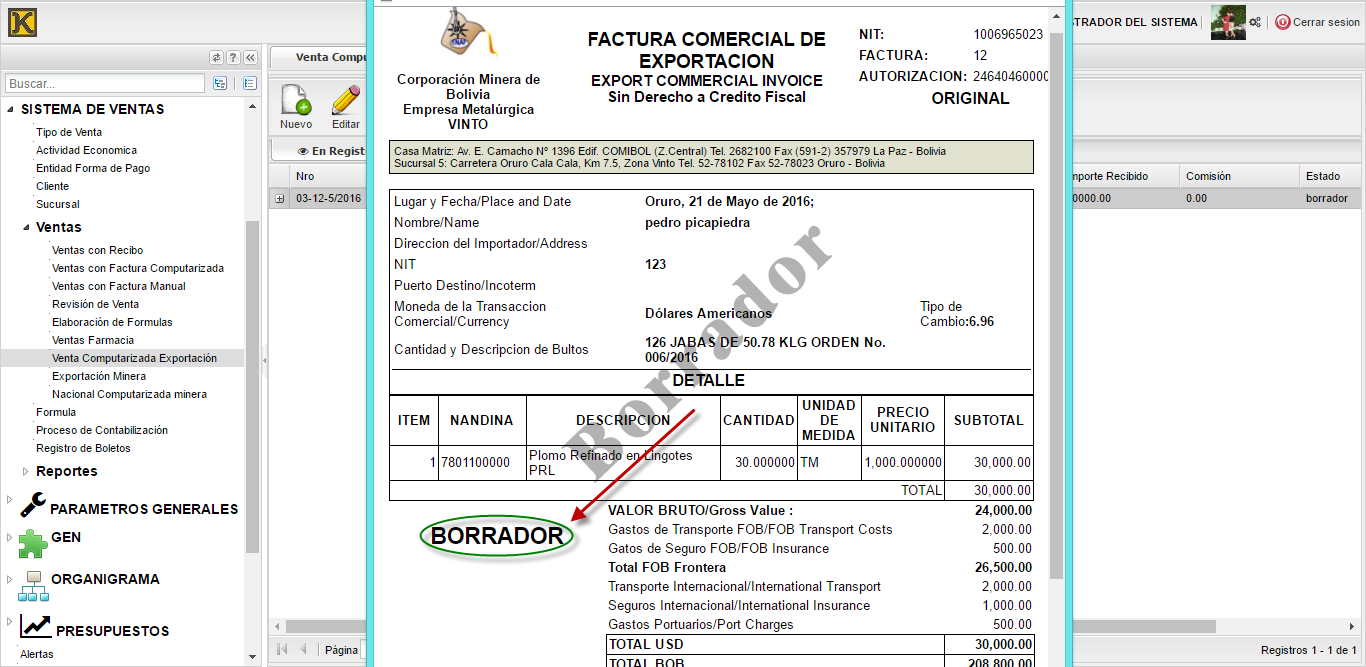 K
Buscar...
SISTEMA DE VENTAS
Tipo de Venta
Actividad Economica
Entidad Forma de Pago
Cliente
Sucursal
Ventas
Ventas con Recibo
Ventas con Factura Computarizada
Ventas con Factura Manual
Revisión de Venta
Elaboración de Formulas
Ventas Farmacia
Venta Computarizada Exportación
Exportación Minera
Nacional Computarizada minera
Formula
Proceso de Contabilización
Registro de Boletos
Reportes
PARAMETROS GENERALES
GEN
ORGANIGRAMA
PRESUPUESTOS
Alertas
Venta Compu
Nuevo Editar
En Regist
Nro
03-12-5/2016
Página
ENAF
Corporación Minera de
Bolivia
Empresa Metalúrgica
VINTO
FACTURA COMERCIAL DE
EXPORTACION
EXPORT COMMERCIAL INVOICE
Sin Derecho a Credito Fiscal
NIT: 1006965023
FACTURA: 12
AUTORIZACION: 24640460000
ORIGINAL
Casa Matriz: Av. E. Camacho Nº 1396 Edif. COMIBOL (Z.Central) Tel. 2682100 Fax (591-2) 357979 La Paz - Bolivia
Sucursal 5: Carretera Oruro Cala Cala, Km 7.5, Zona Vinto Tel. 52-78102 Fax 52-78023 Oruro - Bolivia
Lugar y Fecha/Place and Date Oruro, 21 de Mayo de 2016;
Nombre/Name pedro picapiedra
Direccion del Importador/Address
NIT 123
Puerto Destino/Incoterm
Moneda de la Transaccion
Comercial/Currency Dólares Americanos Tipo de
Cambio:6.96
Cantidad y Descripcion de Bultos 126 JABAS DE 50.78 KLG ORDEN No.
006/2016
Borrador
DETALLE
ITEM NANDINA DESCRIPCION CANTIDAD UNIDAD DE MEDIDA PRECIO UNITARIO SUBTOTAL
1 7801100000 Plomo Refinado en Lingotes PRL 30.000000 TM 1,000.000000 30,000.00
TOTAL 30,000.00
BORRADOR
VALOR BRUTO/Gross Value : 24,000.00
Gastos de Transporte FOB/FOB Transport Costs 2,000.00
Gatos de Seguro FOB/FOB Insurance 500.00
Total FOB Frontera 26,500.00
Transporte Internacional/International Transport 2,000.00
Seguros Internacional/International Insurance 1,000.00
Gastos Portuarios/Port Charges 500.00
TOTAL USD 30,000.00
TOTAL BOB 208,800.00
STRADOR DEL SISTEMA
Cerrar sesion
mporte Recibido Comisión Estado
0000.00 0.00 borrador
Registros 1 - 1 de 1